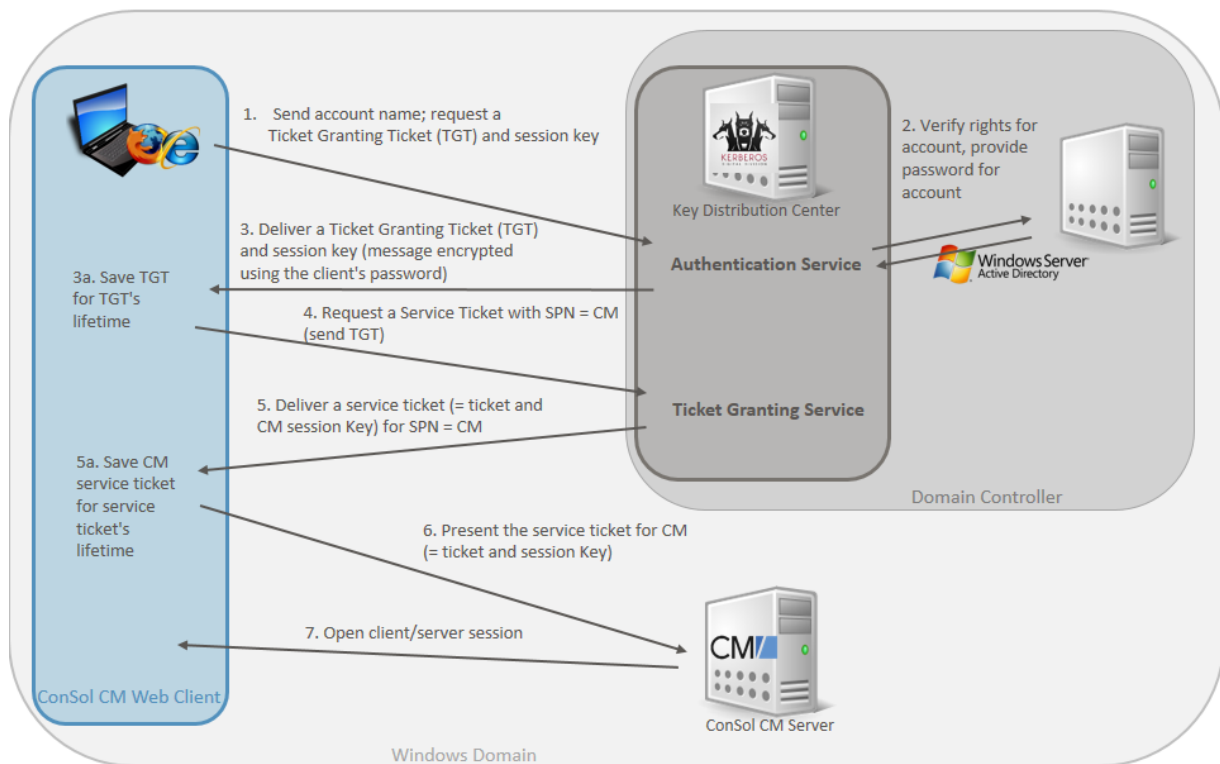 1. Send account name; request a
Ticket Granting Ticket (TGT) and session key
KERBEROS
Key Distribution Center
2. Verify rights for
account, provide
password for
account
3. Deliver a Ticket Granting Ticket (TGT)
and session key (message encrypted
using the client's password)
Authentication Service
Windows Server
Active Directory
3a. Save TGT
for TGT's
lifetime
4. Request a Service Ticket with SPN = CM
(send TGT)
5. Deliver a service ticket (= ticket and
CM session Key) for SPN = CM
Ticket Granting Service
5a. Save CM
service ticket
for service
ticket's
lifetime
Domain Controller
6. Present the service ticket for CM
(= ticket and session Key)
7. Open client/server session
CM/
ConSol CM Web Client
ConSol CM Server
Windows Domain